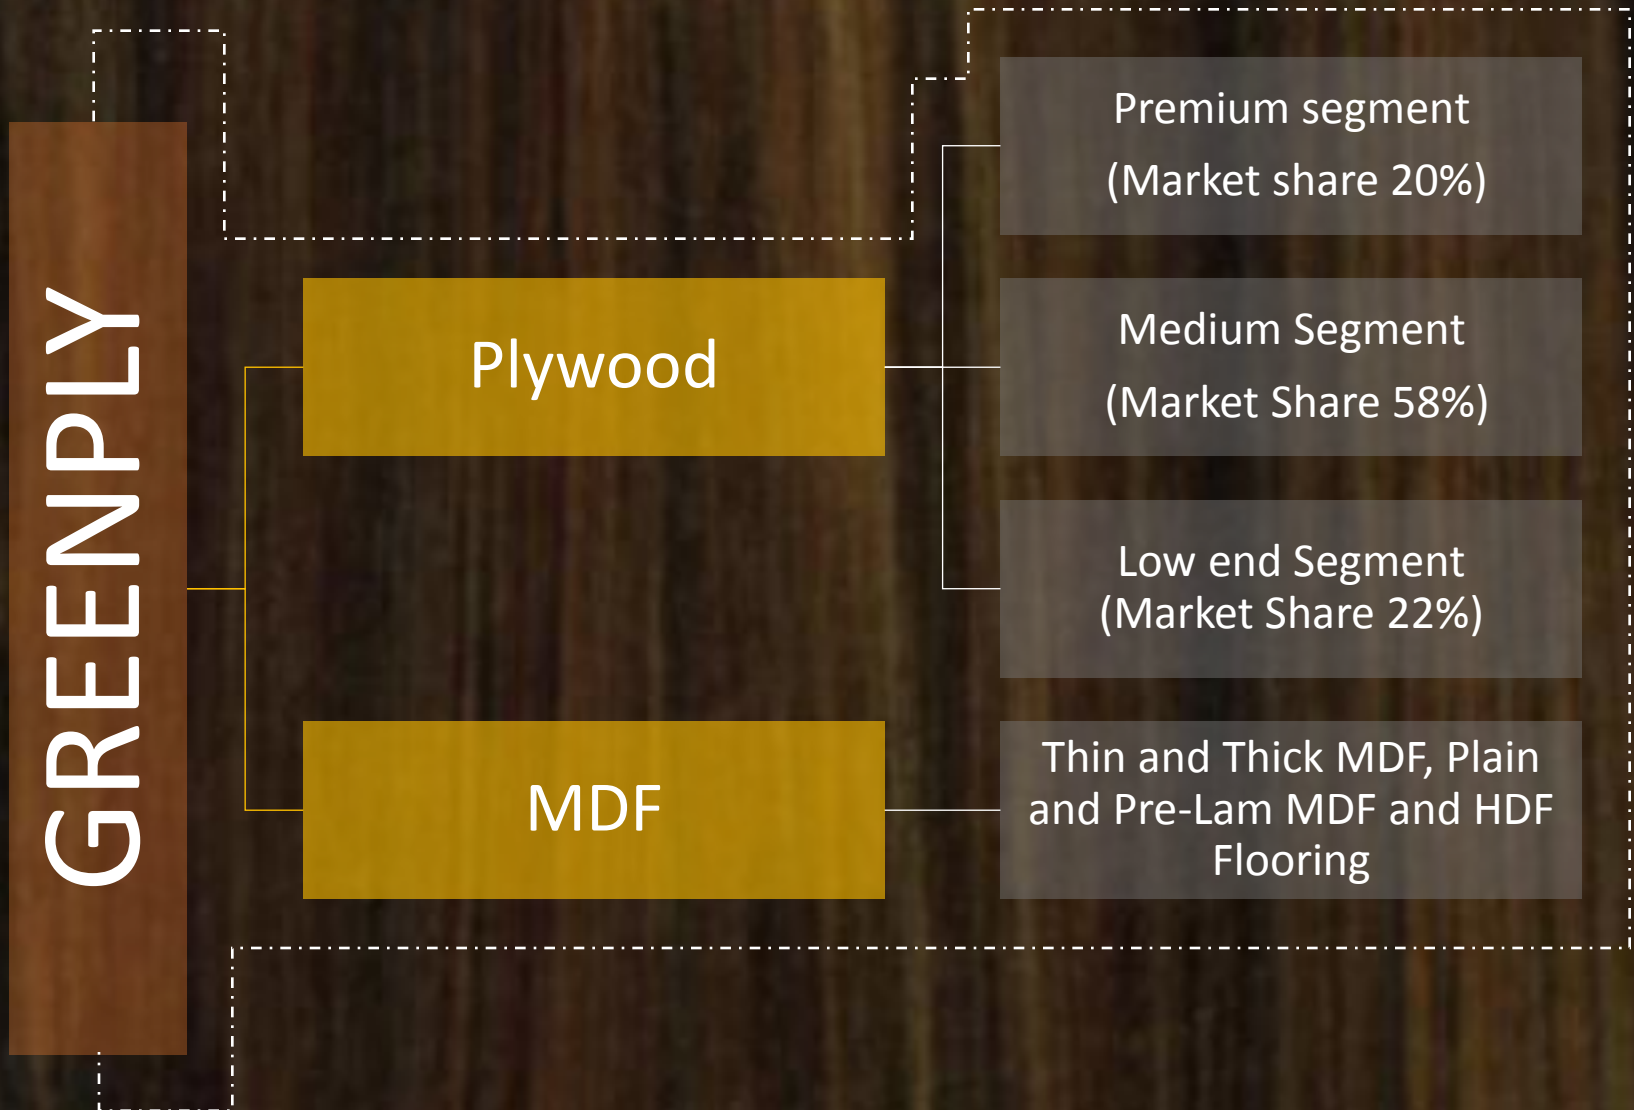 GREENPLY
Plywood
Premium segment
(Market share 20%)
Medium Segment
(Market Share 58%)
Low end Segment
(Market Share 22%)
MDF
Thin and Thick MDF, Plain
and Pre-Lam MDF and HDF
Flooring